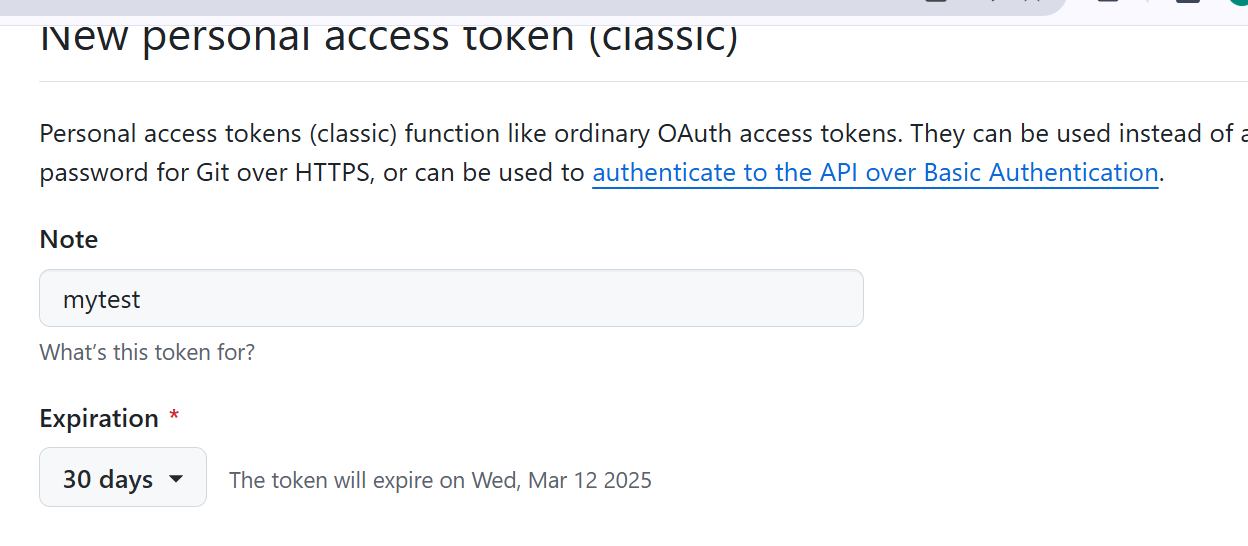 New personal access token (classic)
Personal access tokens (classic) function like ordinary OAuth access tokens. They can be used instead of a
password for Git over HTTPS, or can be used to authenticate to the API over Basic Authentication.
Note
mytest
What's this token for?
Expiration *
30 days
The token will expire on Wed, Mar 12 2025